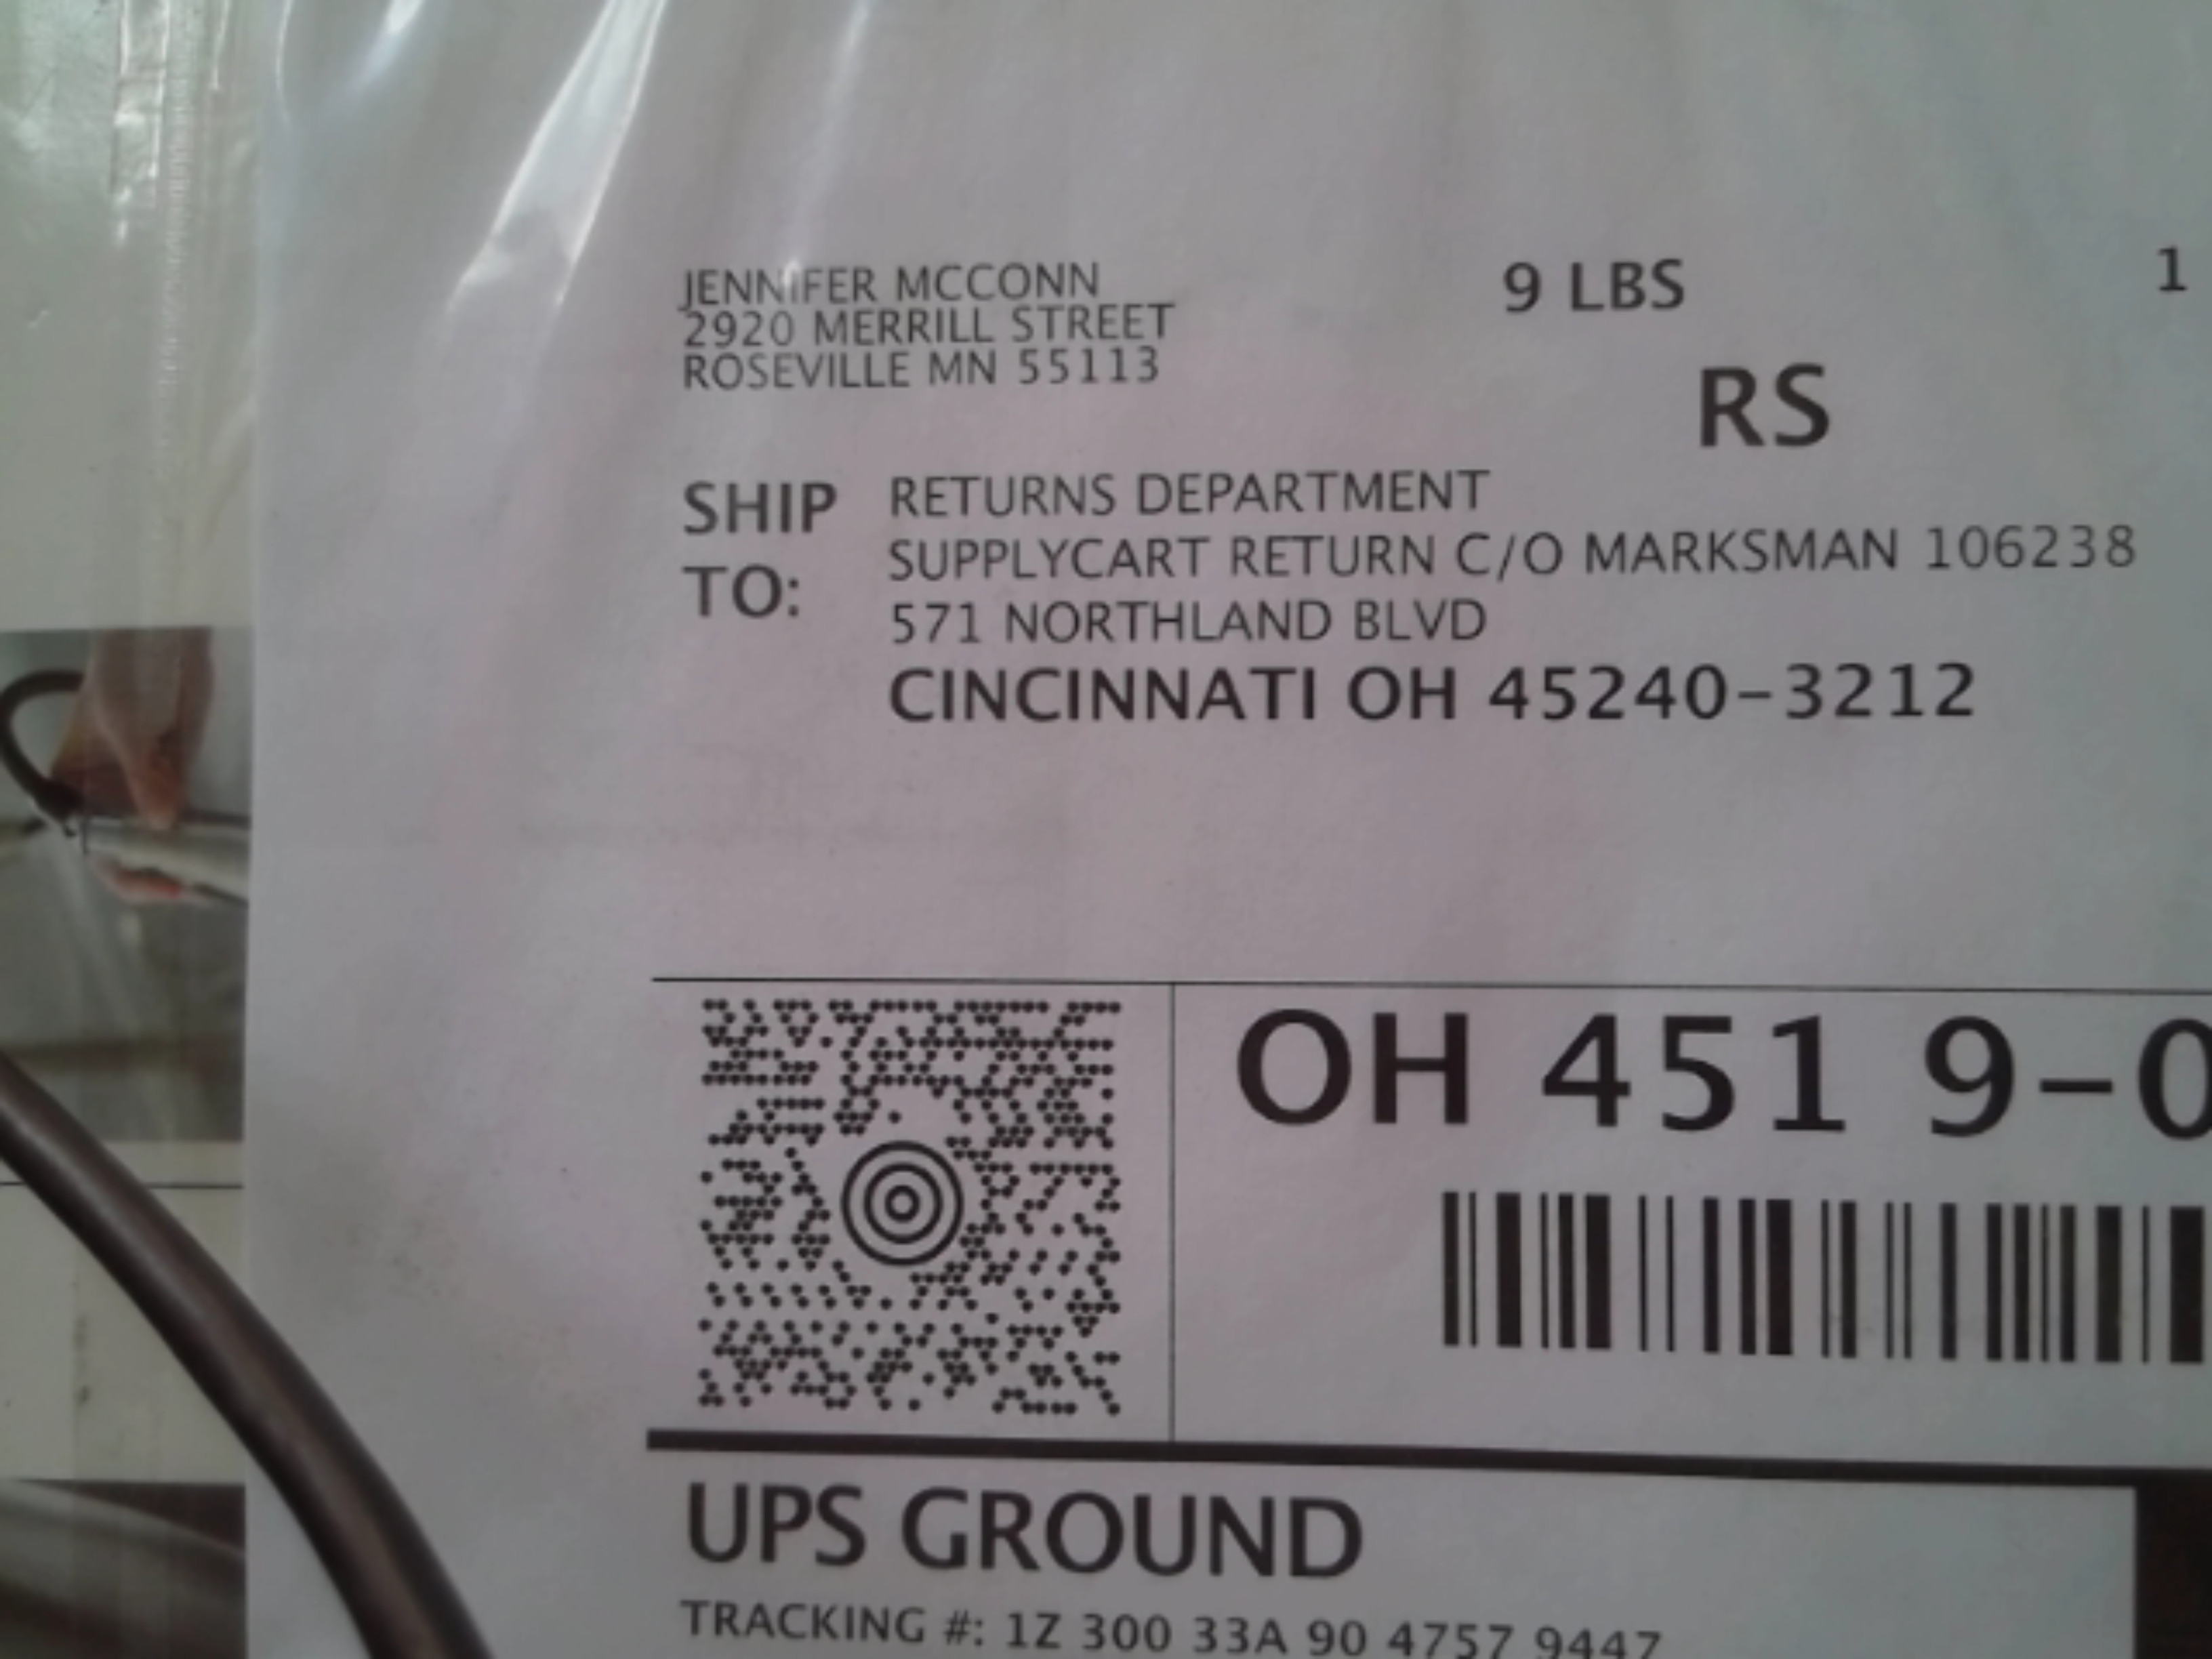 JENNIFER MCCONN
2920 MERRILL STREET
ROSEVILLE MN 55113
9 LBS
1
RS
SHIP TO:
RETURNS DEPARTMENT
SUPPLYCART RETURN C/O MARKSMAN 106238
571 NORTHLAND BLVD
CINCINNATI OH 45240-3212
OH 451 9-0
UPS GROUND
TRACKING #: 1Z 300 33A 90 4757 9447